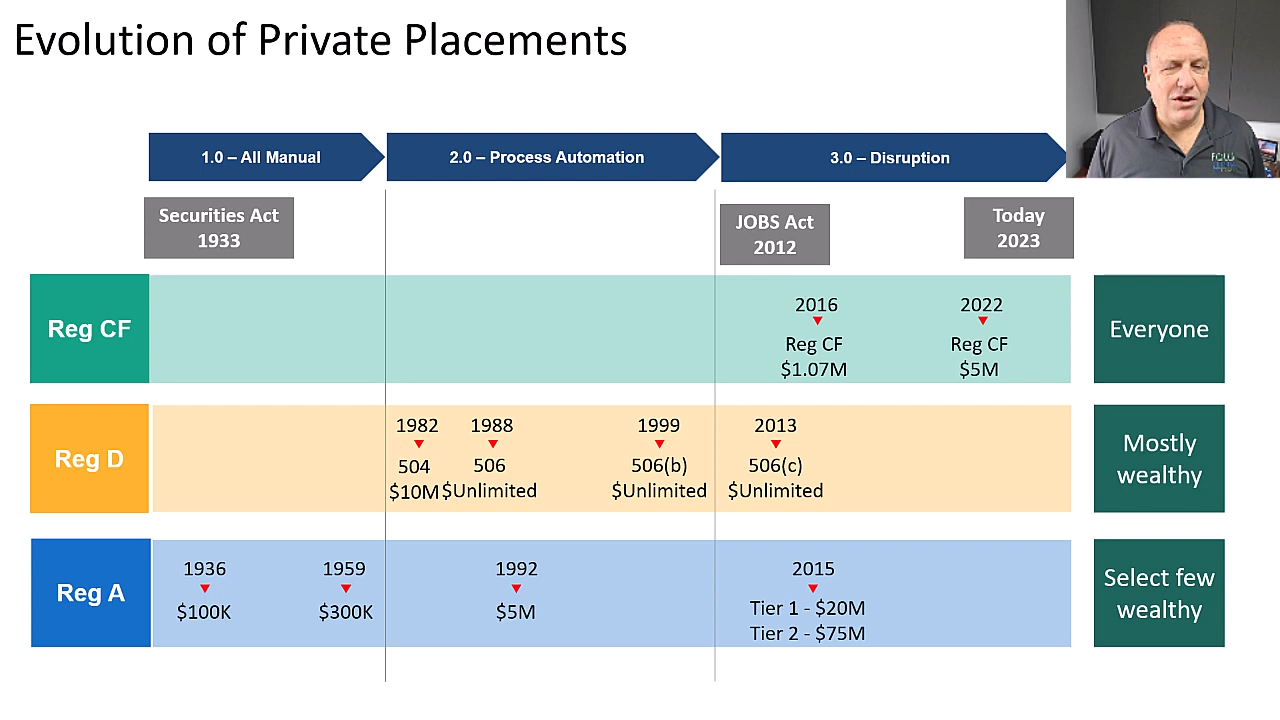 Evolution of Private Placements
1.0 – All Manual
2.0 – Process Automation
3.0 – Disruption
Securities Act
1933
JOBS Act
2012
Today
2023
Reg CF
2016
Reg CF
$1.07M
2022
Reg CF
$5M
Everyone
Reg D
1982
504
$10M
1988
506
$Unlimited
1999
506(b)
$Unlimited
2013
506(c)
$Unlimited
Mostly
wealthy
Reg A
1936
$100K
1959
$300K
1992
$5M
2015
Tier 1 - $20M
Tier 2 - $75M
Select few
wealthy